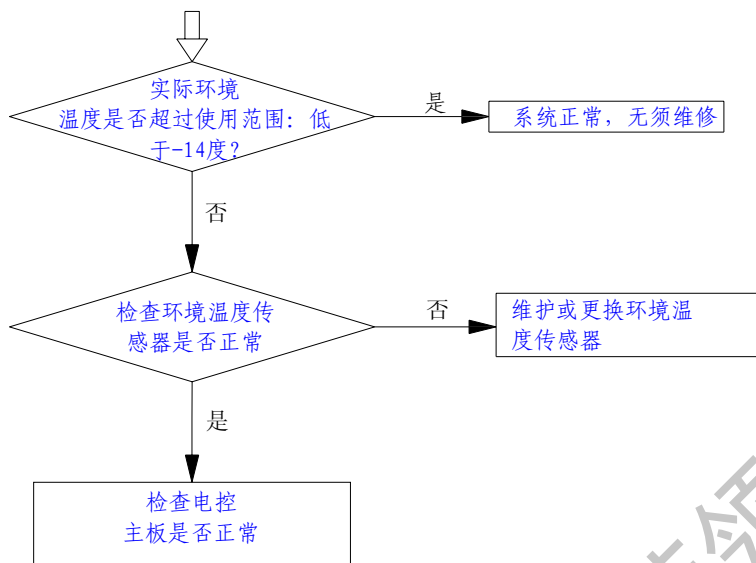 实际环境
温度是否超过使用范围：低
于-14度？
是
系统正常，无须维修
否
检查环境温度传
感器是否正常
否
维护或更换环境温
度传感器
是
检查电控
主板是否正常
领